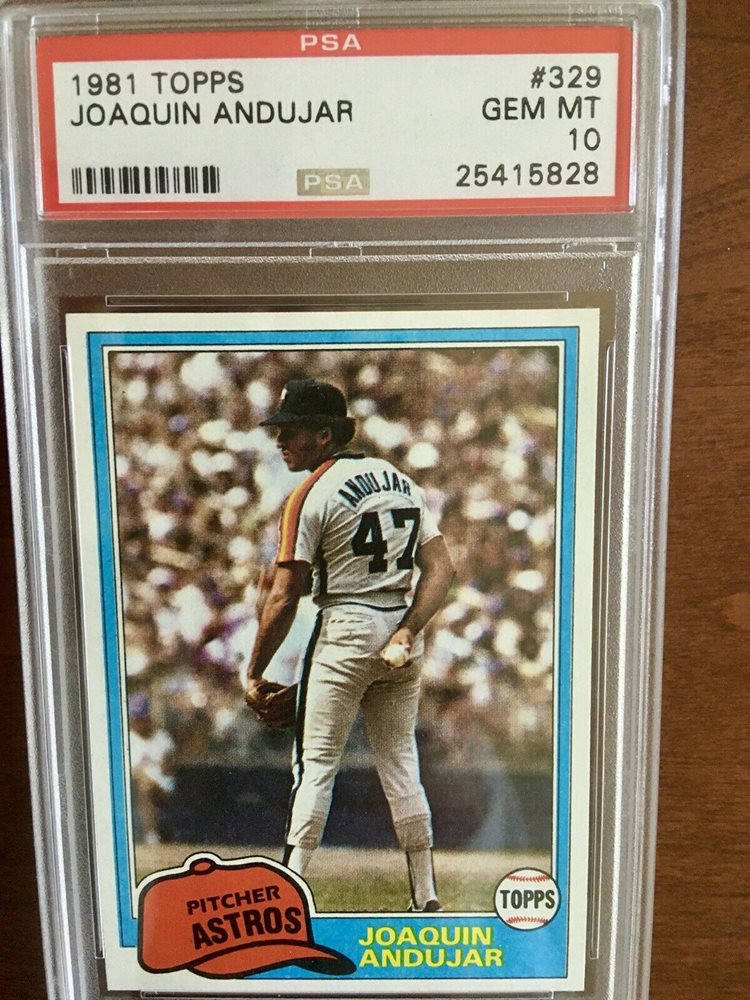 PSA
1981 TOPPS #329
JOAQUIN ANDUJAR GEM MT
10
PSA 25415828
ANDUJAR
47
PITCHER
ASTROS
TOPPS
JOAQUIN
ANDUJAR